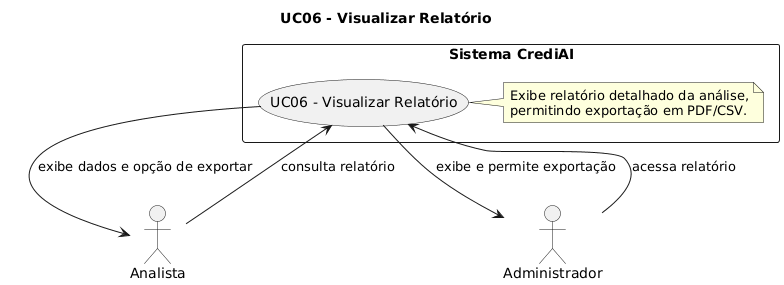 UC06 - Visualizar Relatório
Sistema CrediAI
UC06 - Visualizar Relatório
Exibe relatório detalhado da análise,
permitindo exportação em PDF/CSV.
exibe dados e opção de exportar
consulta relatório
exibe e permite exportação
acessa relatório
Analista
Administrador